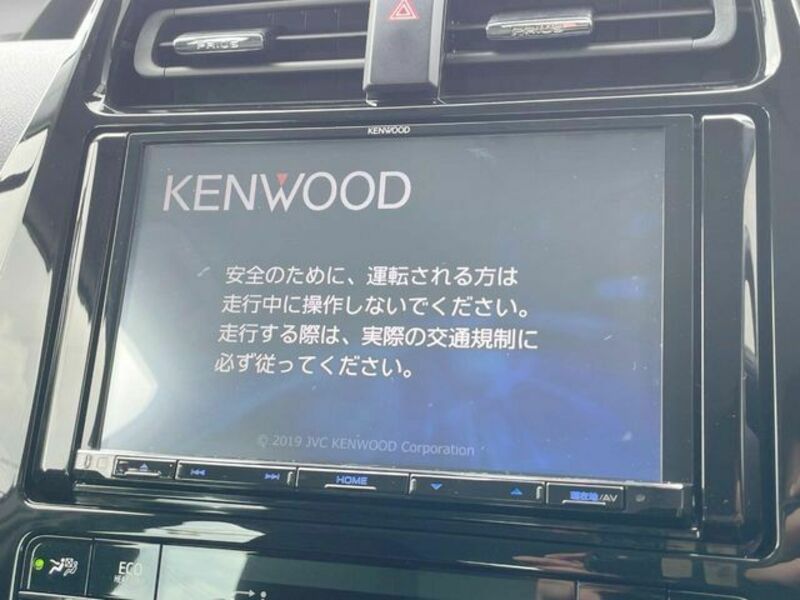 PRIUS
PRIUS
KENWOOD
KENWOOD
安全のために、運転される方は
走行中に操作しないでください。
走行する際は、実際の交通規制に
必ず従ってください。
© 2019 JVC KENWOOD Corporation
HOME
現在地/AV
ECO